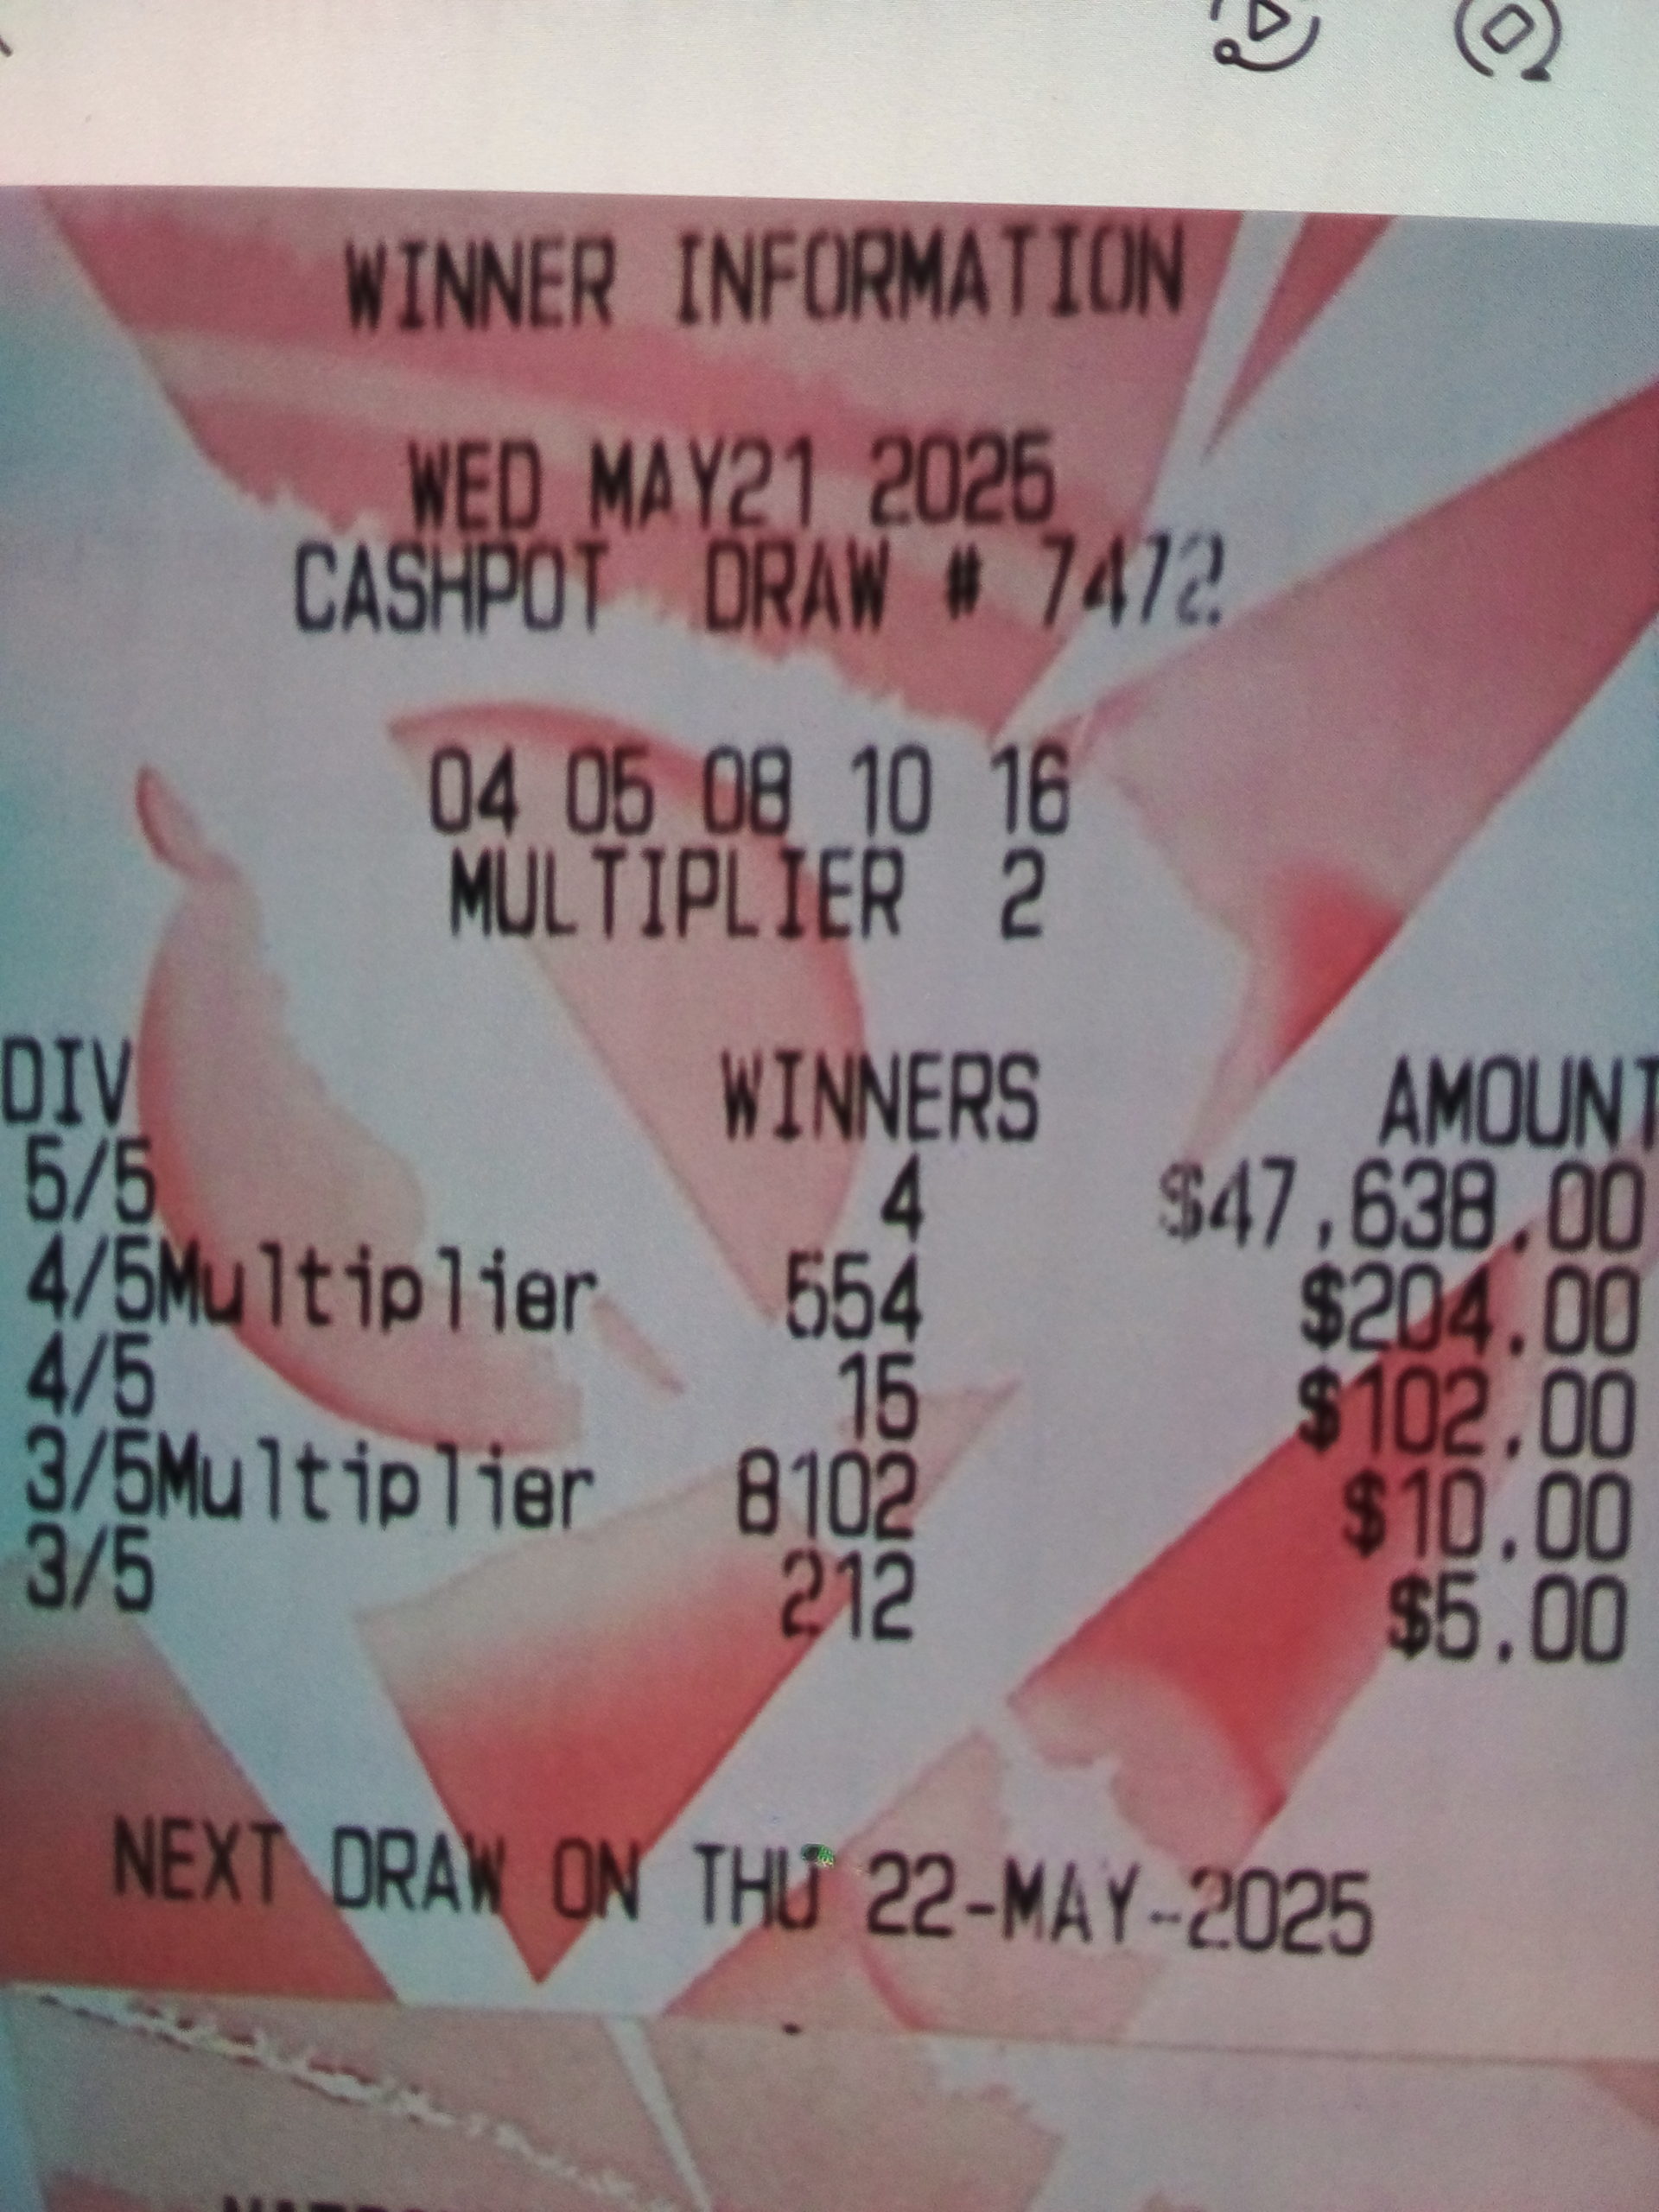 WINNER INFORMATION
WED MAY21 2025
CASHPOT DRAW # 7472
04 05 08 10 16
MULTIPLIER 2
DIV WINNERS AMOUNT
5/5 4 $47,638.00
4/5Multiplier 554 $204.00
4/5 15 $102.00
3/5Multiplier 8102 $10.00
3/5 212 $5.00
NEXT DRAW ON THU 22-MAY-2025